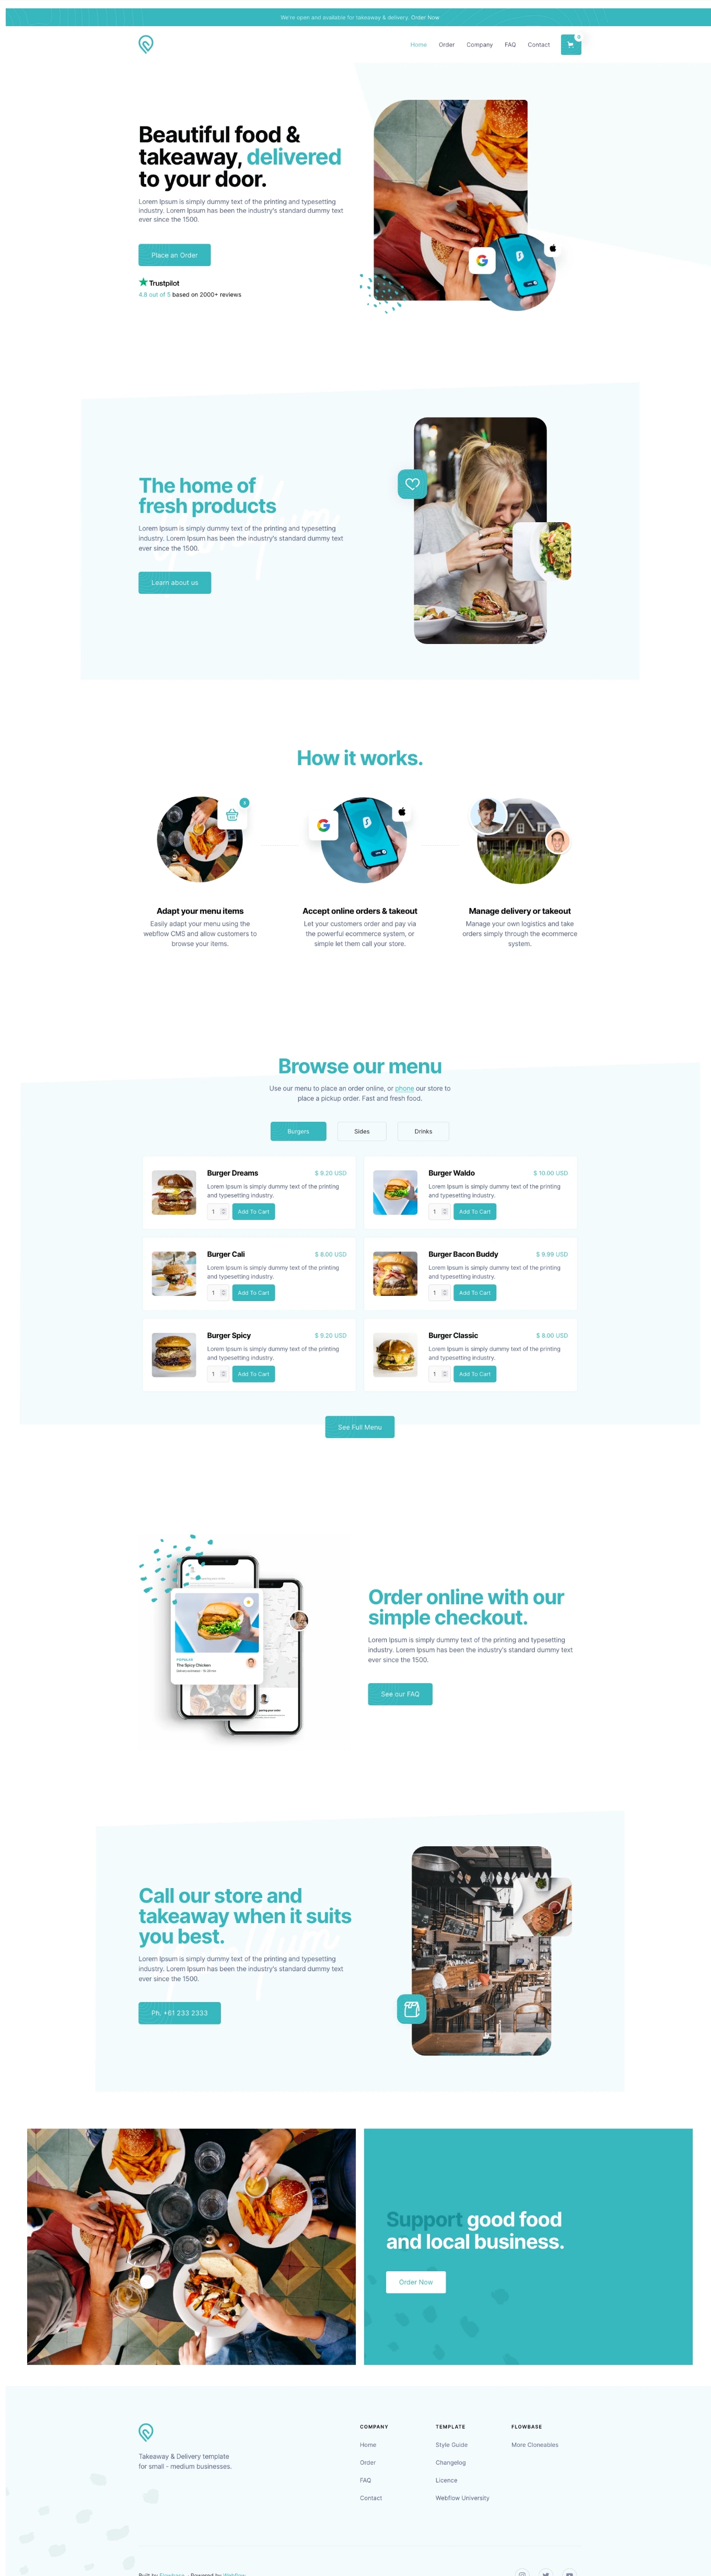 We're open and available for takeaway & delivery. Order Now
Home Order Company FAQ Contact
0
Beautiful food &
takeaway, delivered
to your door.
Lorem Ipsum is simply dummy text of the printing and typesetting
industry. Lorem Ipsum has been the industry's standard dummy text
ever since the 1500.
Place an Order
Trustpilot
4.8 out of 5 based on 2000+ reviews
The home of
fresh products
Lorem Ipsum is simply dummy text of the printing and typesetting
industry. Lorem Ipsum has been the industry's standard dummy text
ever since the 1500.
Learn about us
How it works.
Adapt your menu items
Easily adapt your menu using the
webflow CMS and allow customers to
browse your items.
Accept online orders & takeout
Let your customers order and pay via
the powerful ecommerce system, or
simple let them call your store.
Manage delivery or takeout
Manage your own logistics and take
orders simply through the ecommerce
system.
Browse our menu
Use our menu to place an order online, or phone our store to
place a pickup order. Fast and fresh food.
Burgers Sides Drinks
Burger Dreams $ 9.20 USD
Lorem Ipsum is simply dummy text of the printing
and typesetting industry.
1 Add To Cart
Burger Waldo $ 10.00 USD
Lorem Ipsum is simply dummy text of the printing
and typesetting industry.
1 Add To Cart
Burger Cali $ 8.00 USD
Lorem Ipsum is simply dummy text of the printing
and typesetting industry.
1 Add To Cart
Burger Bacon Buddy $ 9.99 USD
Lorem Ipsum is simply dummy text of the printing
and typesetting industry.
1 Add To Cart
Burger Spicy $ 9.20 USD
Lorem Ipsum is simply dummy text of the printing
and typesetting industry.
1 Add To Cart
Burger Classic $ 8.00 USD
Lorem Ipsum is simply dummy text of the printing
and typesetting industry.
1 Add To Cart
See Full Menu
The Spicy Chicken
Order online with our
simple checkout.
Lorem Ipsum is simply dummy text of the printing and typesetting
industry. Lorem Ipsum has been the industry's standard dummy text
ever since the 1500.
See our FAQ
Call our store and
takeaway when it suits
you best.
Lorem Ipsum is simply dummy text of the printing and typesetting
industry. Lorem Ipsum has been the industry's standard dummy text
ever since the 1500.
Ph. +61 233 2333
Support good food
and local business.
Order Now
Takeaway & Delivery template
for small - medium businesses.
COMPANY
Home
Order
FAQ
Contact
TEMPLATE
Style Guide
Changelog
Licence
Webflow University
FLOWBASE
More Cloneables